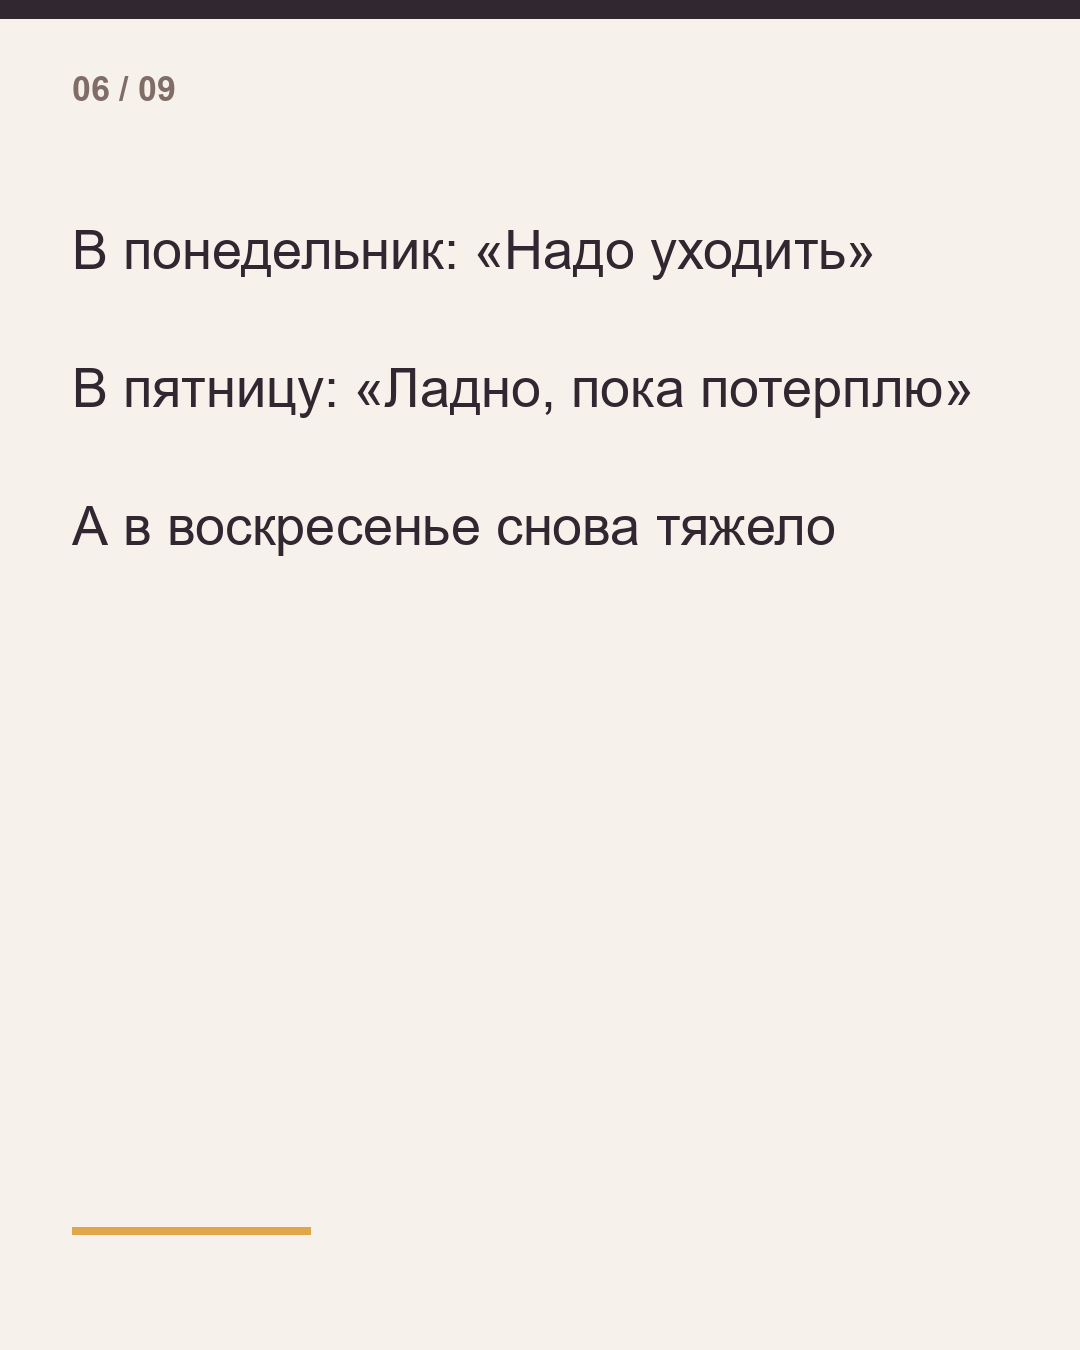 06 / 09
В понедельник: «Надо уходить»
В пятницу: «Ладно, пока потерплю»
А в воскресенье снова тяжело